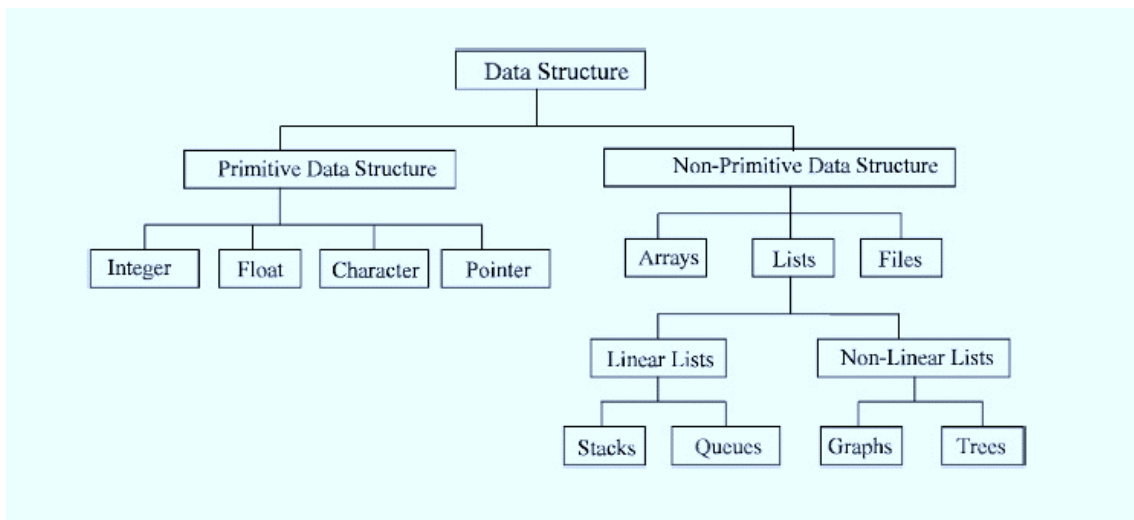 Data Structure
Primitive Data Structure
Non-Primitive Data Structure
Arrays
Lists
Files
Integer
Float
Character
Pointer
Linear Lists
Non-Linear Lists
Stacks
Queues
Graphs
Trees